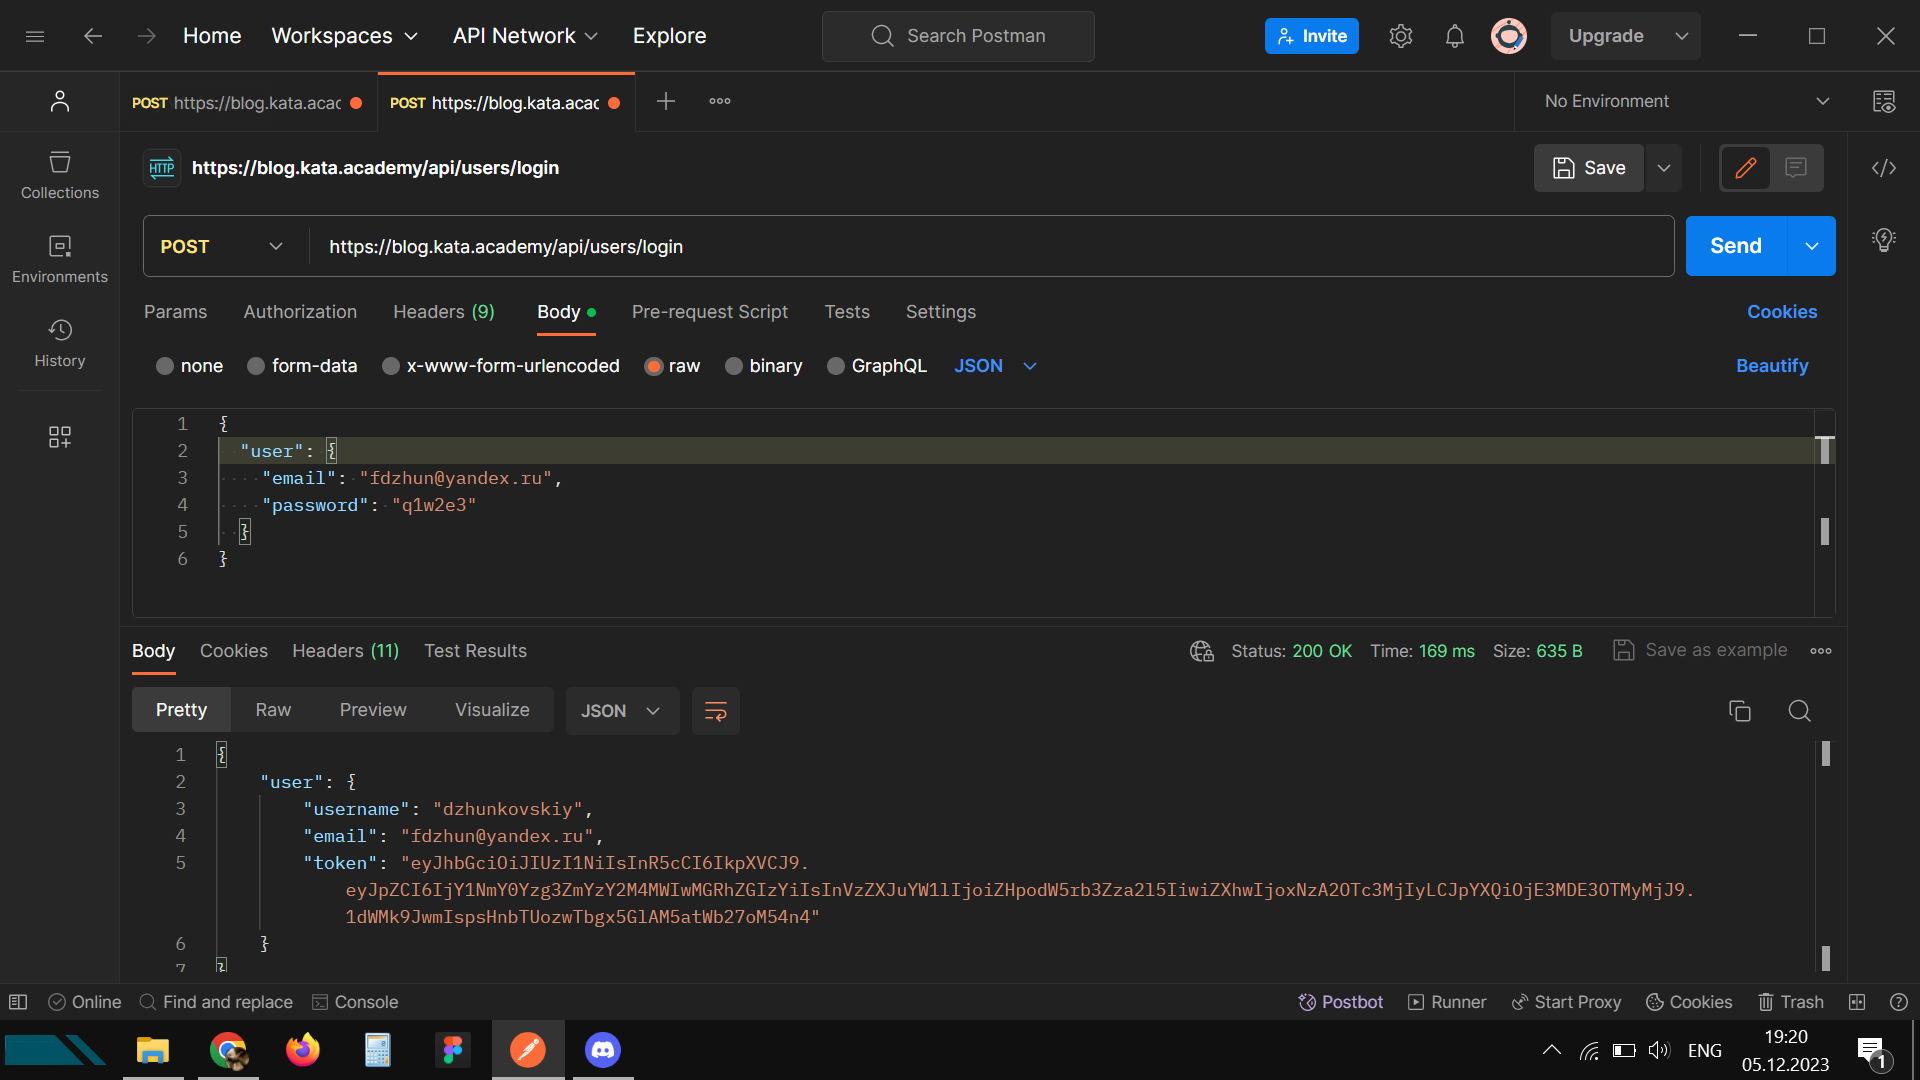 Home Workspaces API Network Explore Search Postman Invite Upgrade
POST https://blog.kata.acac POST https://blog.kata.acac No Environment
HTTP https://blog.kata.academy/api/users/login Save
Collections
Environments
History
POST https://blog.kata.academy/api/users/login Send
Params Authorization Headers (9) Body Pre-request Script Tests Settings Cookies
none form-data x-www-form-urlencoded raw binary GraphQL JSON Beautify
1 {
2 "user": {
3 "email": "fdzhun@yandex.ru",
4 "password": "q1w2e3"
5 }
6 }
Body Cookies Headers (11) Test Results Status: 200 OK Time: 169 ms Size: 635 B Save as example
Pretty Raw Preview Visualize JSON
1 {
2 "user": {
3 "username": "dzhunkovskiy",
4 "email": "fdzhun@yandex.ru",
5 "token": "eyJhbGciOiJIUzI1NiIsInR5cCI6IkpXVCJ9.
eyJpZCI6IjY1NmY0Yzg3ZmYzY2M4MWIwMGRhZGIzYiIsInVzZXJuYW1lIjoiZHpodW5rb3Zza2l5IiwiZXhwIjoxNzA2OTc3MjIyLCJpYXQiOjE3MDE3OTMyMjJ9.
1dWMk9JwmIspsHnbTUozwTbgx5GlAM5atWb27oM54n4"
6 }
7 }
Online Find and replace Console Postbot Runner Start Proxy Cookies Trash
ENG 19:20
05.12.2023 1